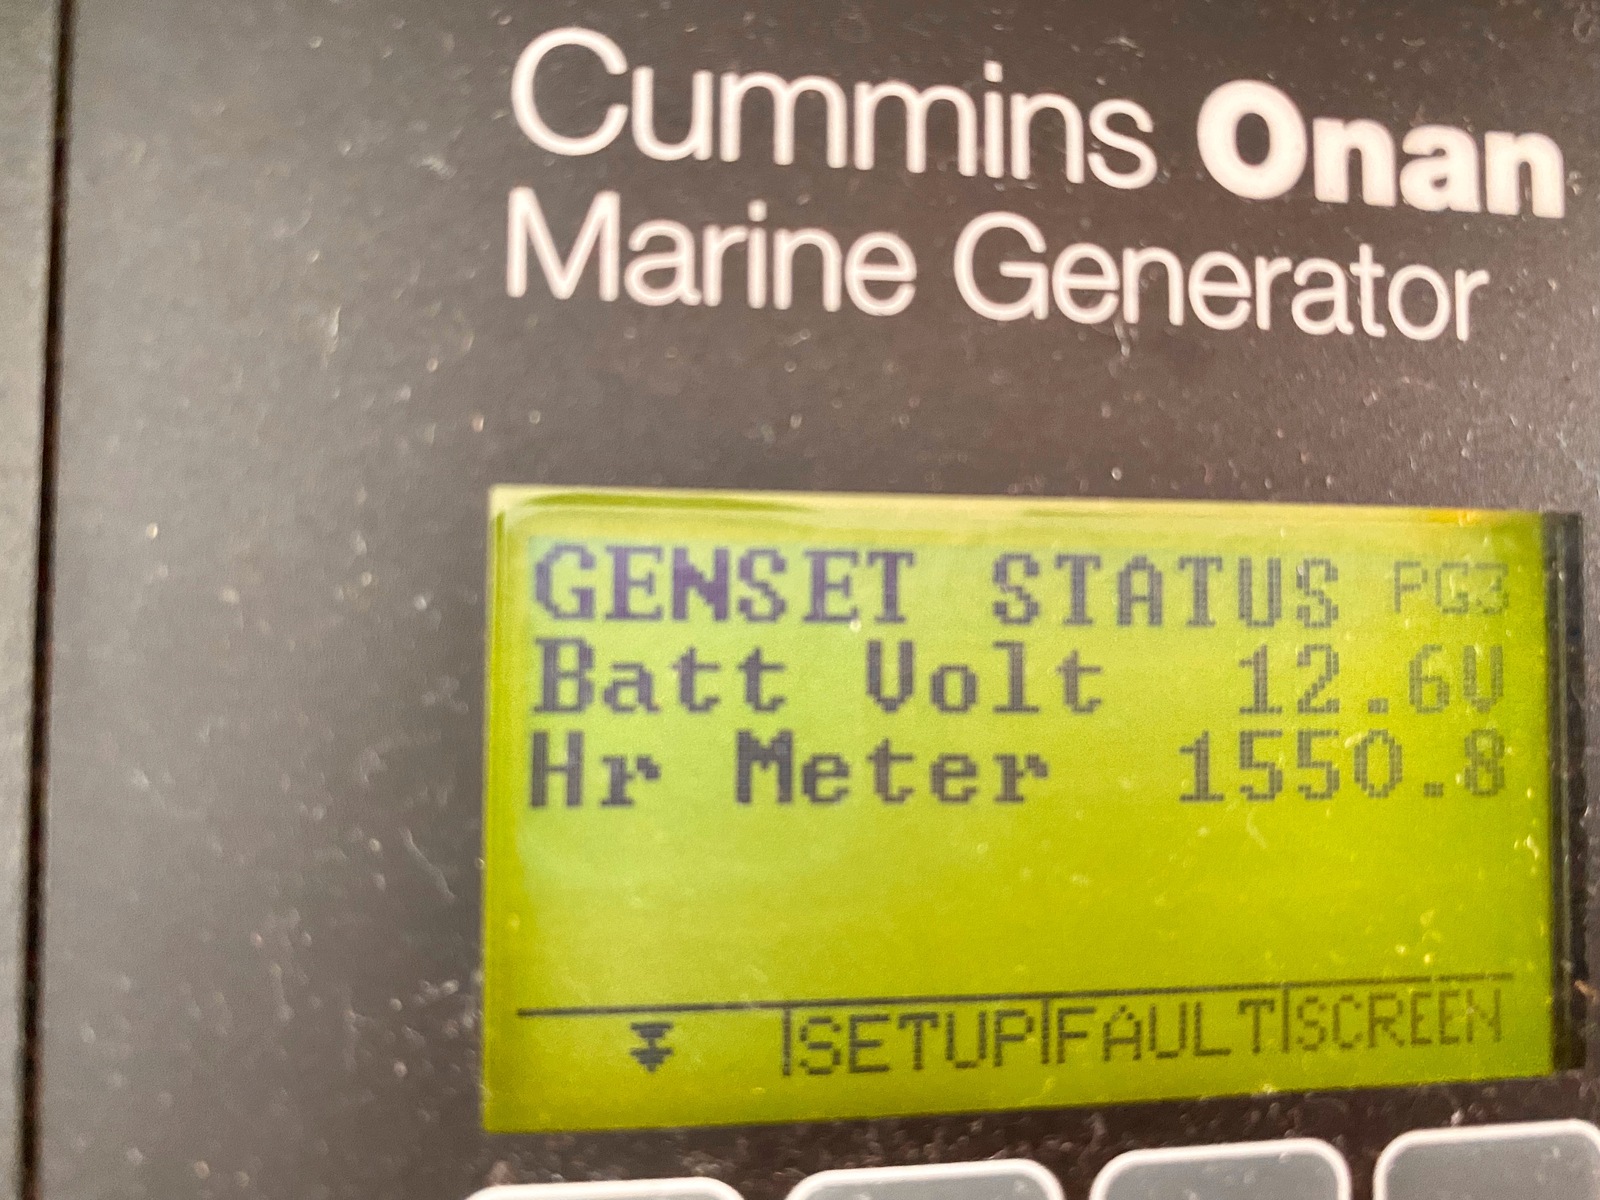 Cummins Onan
Marine Generator
GENSET STATUS PG3
Batt Volt 12.6V
Hr Meter 1550.8
SETUP|FAULT|SCREEN